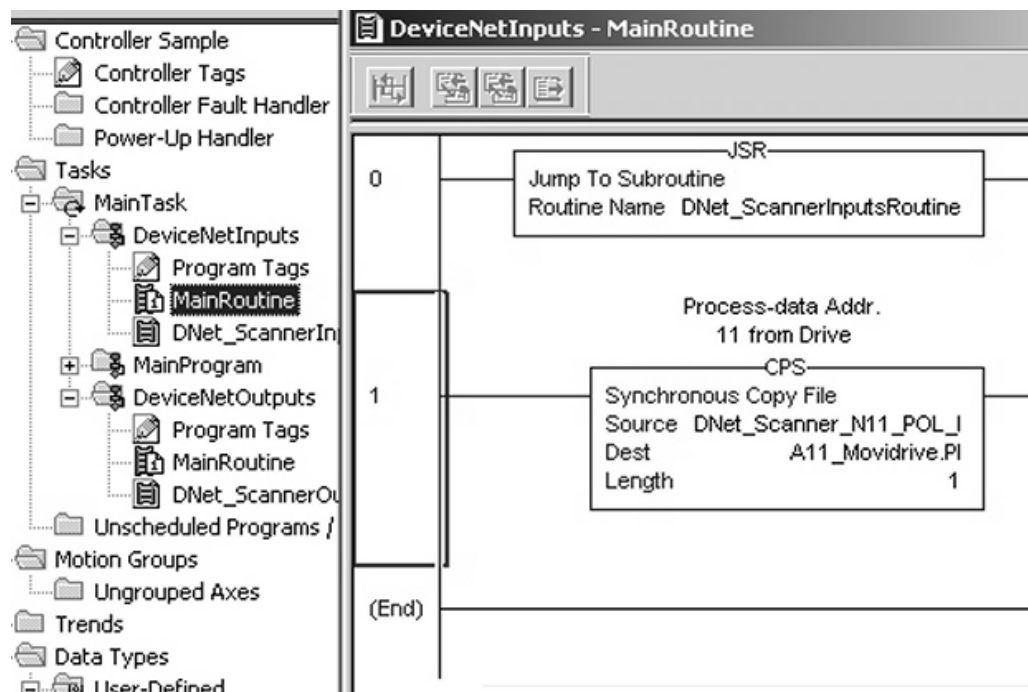 Controller Sample
Controller Tags
Controller Fault Handler
Power-Up Handler
Tasks
MainTask
DeviceNetInputs
Program Tags
MainRoutine
DNet_ScannerIn
MainProgram
DeviceNetOutputs
Program Tags
MainRoutine
DNet_ScannerOu
Unscheduled Programs /
Motion Groups
Ungrouped Axes
Trends
Data Types
User-Defined
DeviceNetInputs - MainRoutine
0
JSR
Jump To Subroutine
Routine Name DNet_ScannerInputsRoutine
Process-data Addr.
11 from Drive
1
CPS
Synchronous Copy File
Source DNet_Scanner_N11_POL_I
Dest A11_Movidrive.PI
Length 1
(End)